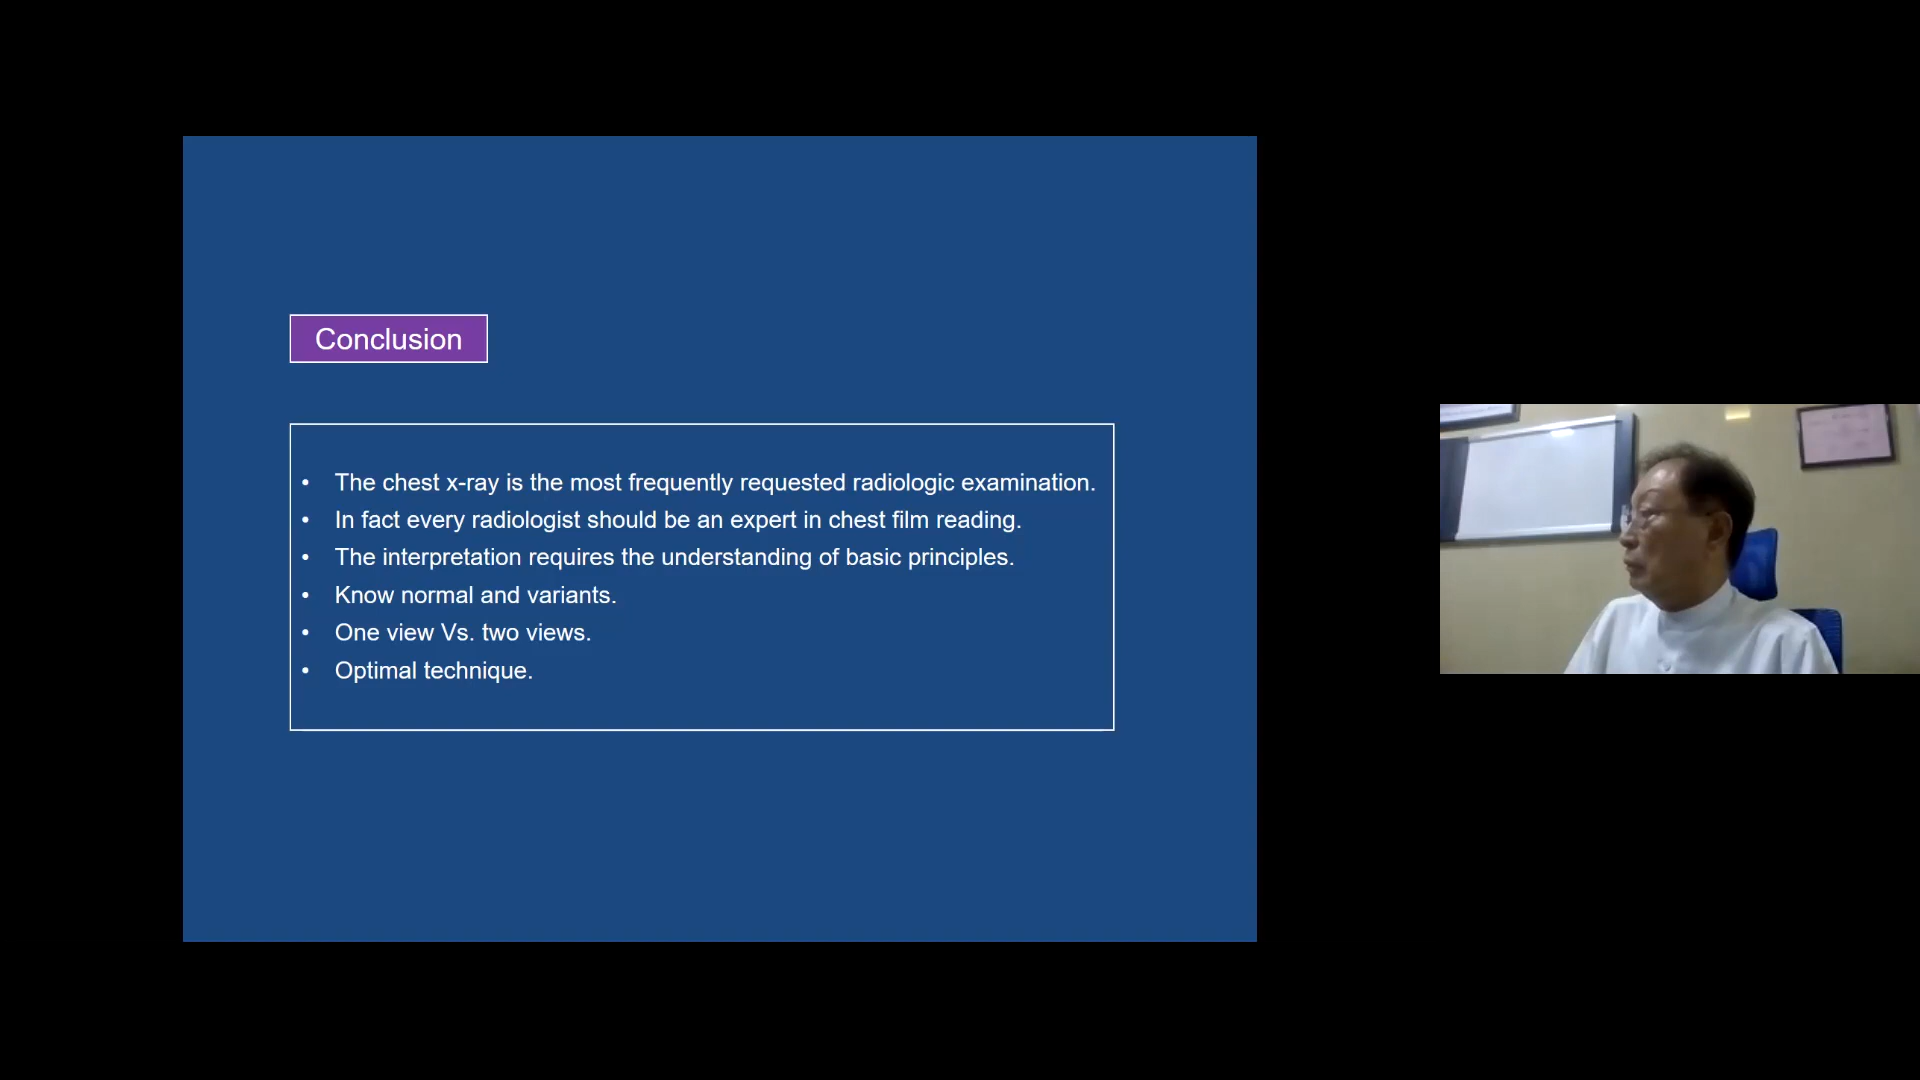 Conclusion
• The chest x-ray is the most frequently requested radiologic examination.
• In fact every radiologist should be an expert in chest film reading.
• The interpretation requires the understanding of basic principles.
• Know normal and variants.
• One view Vs. two views.
• Optimal technique.